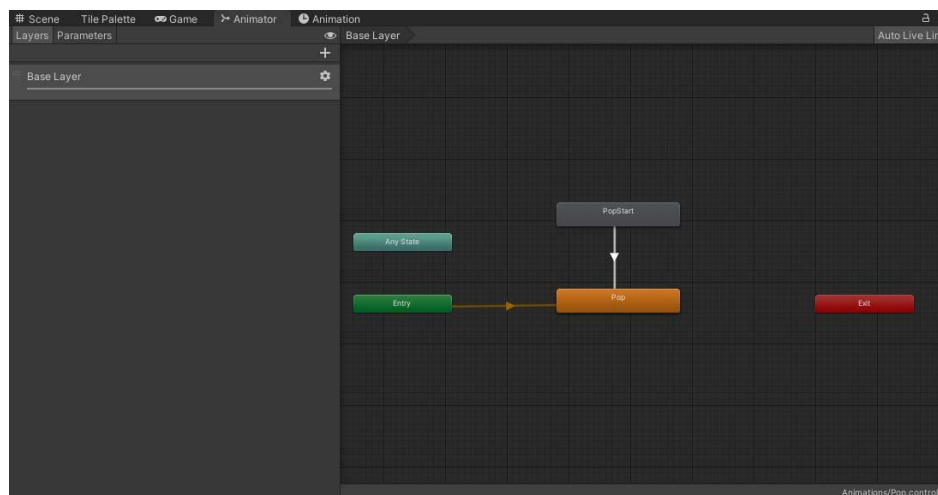 Scene Tile Palette Game Animator Animation
Layers Parameters
Base Layer
Auto Live Lin
Base Layer
PopStart
Any State
Entry
Pop
Exit
Animations/Pop.control